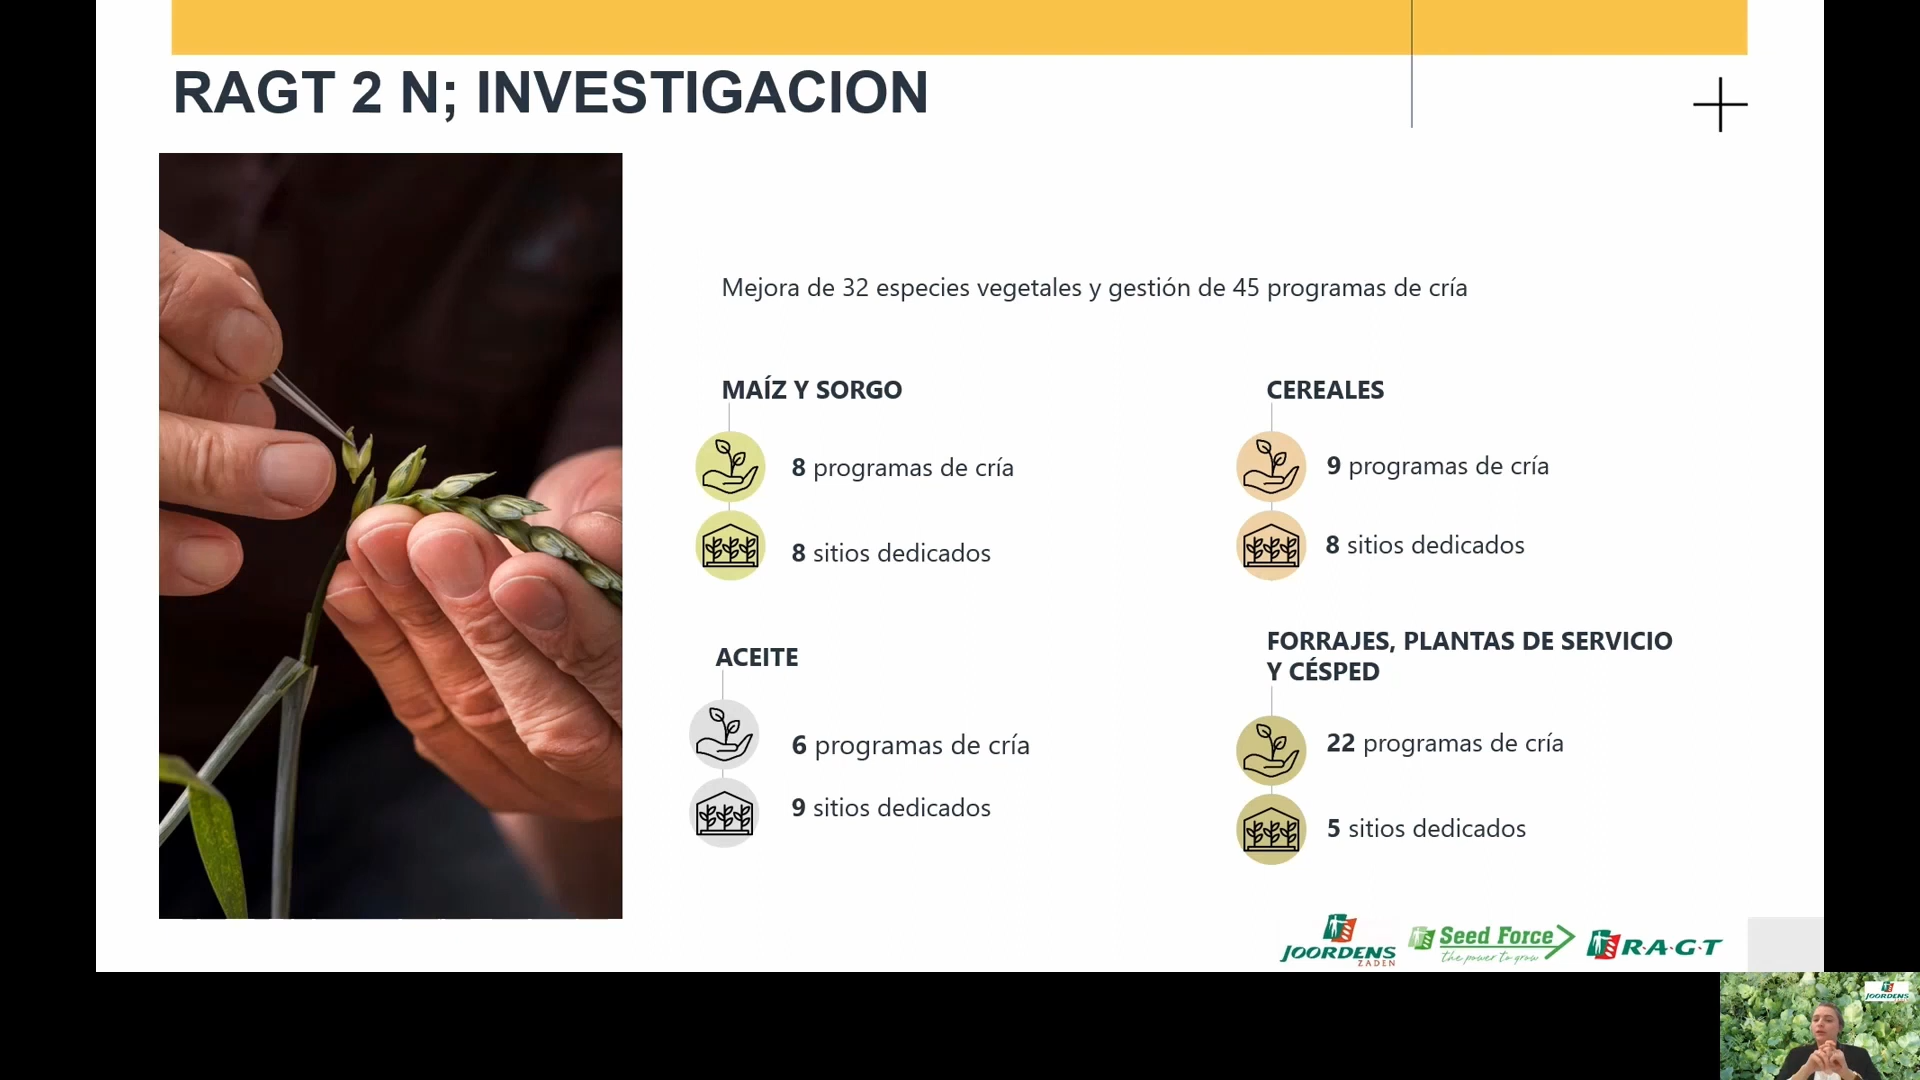 RAGT 2 N; INVESTIGACION
Mejora de 32 especies vegetales y gestión de 45 programas de cría
MAÍZ Y SORGO
8 programas de cría
8 sitios dedicados
CEREALES
9 programas de cría
8 sitios dedicados
ACEITE
6 programas de cría
9 sitios dedicados
FORRAJES, PLANTAS DE SERVICIO
Y CÉSPED
22 programas de cría
5 sitios dedicados
JOORDENS
ZADEN
Seed Force
the power to grow
R·A·G·T
JOORDENS